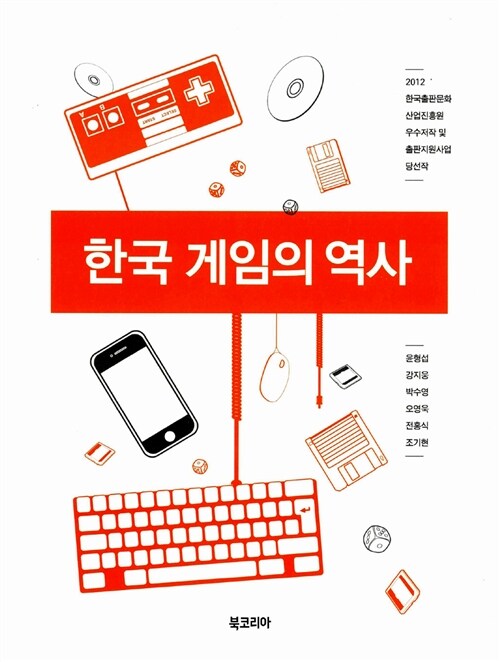 2012
한국출판문화
산업진흥원
우수저작 및
출판지원사업
당선작
A B
SELECT START
한국 게임의 역사
윤형섭
강지웅
박수영
오영욱
전홍식
조기현
북코리아